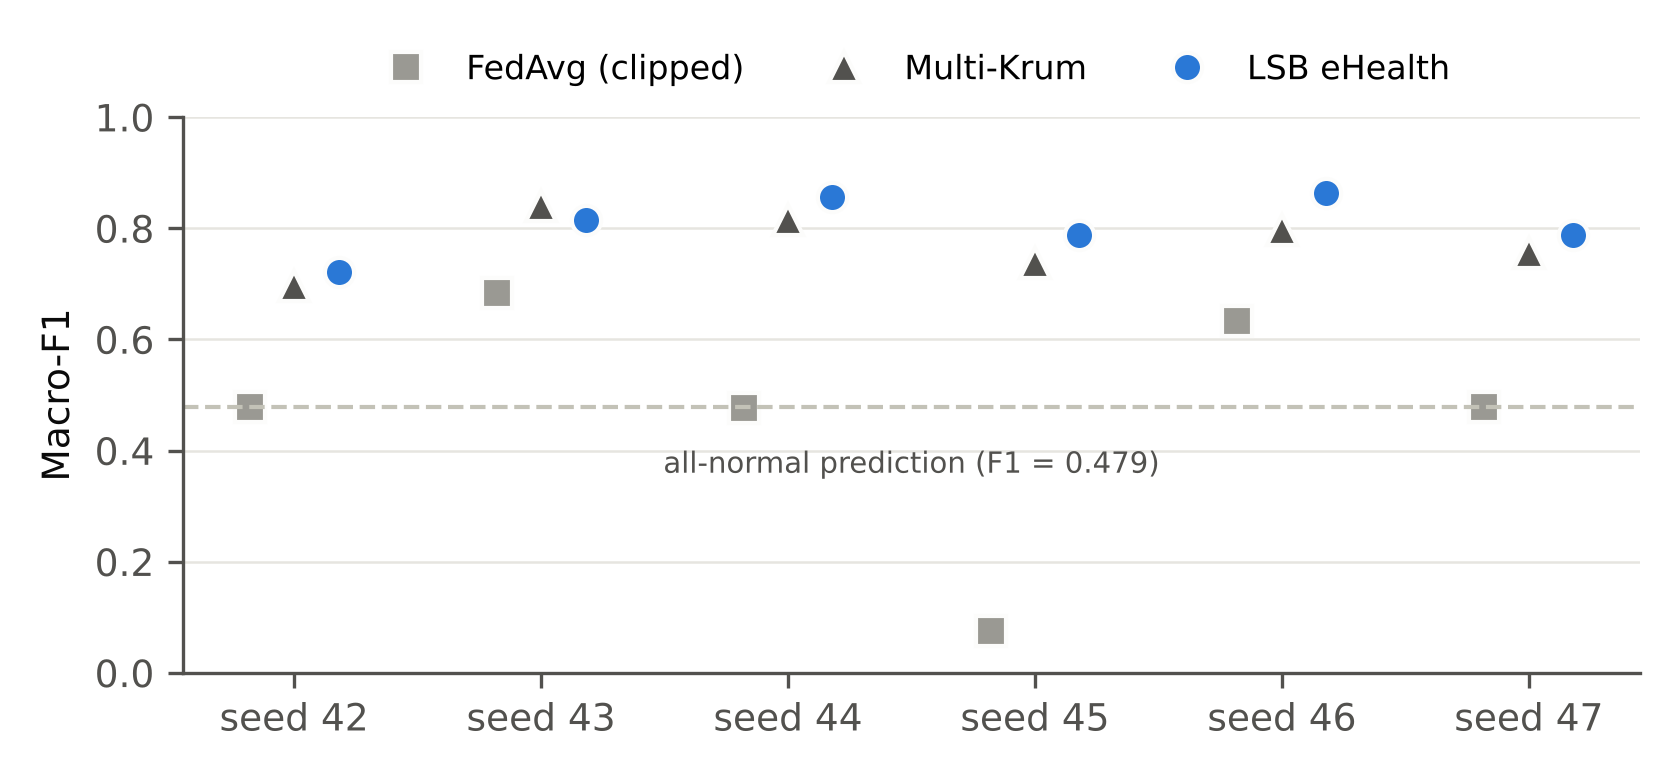 FedAvg (clipped) Multi-Krum LSB eHealth
1.0
0.8
0.6
0.4
0.2
0.0
Macro-F1
all-normal prediction (F1 = 0.479)
seed 42 seed 43 seed 44 seed 45 seed 46 seed 47